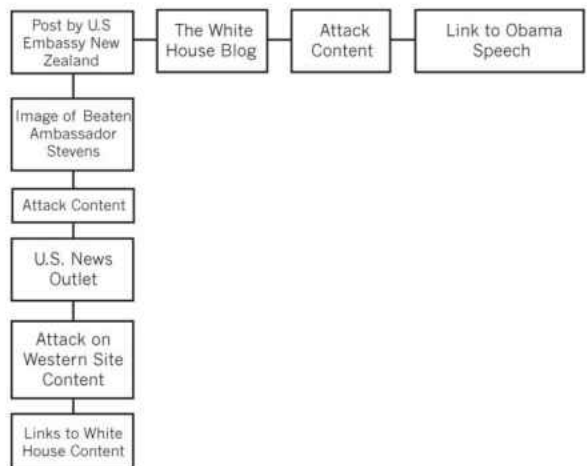 Post by U.S
Embassy New
Zealand
The White
House Blog
Attack
Content
Link to Obama
Speech
Image of Beaten
Ambassador
Stevens
Attack Content
U.S. News
Outlet
Attack on
Western Site
Content
Links to White
House Content